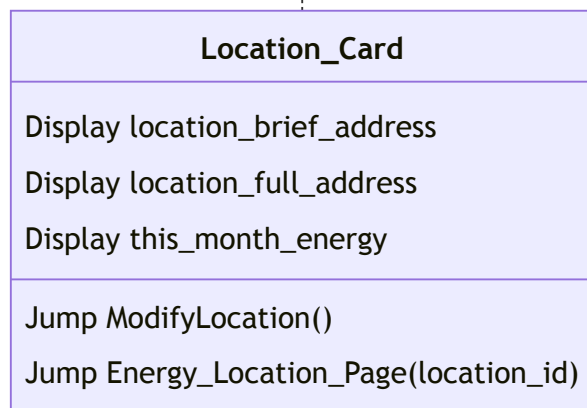 Location_Card
Display location_brief_address
Display location_full_address
Display this_month_energy
Jump ModifyLocation()
Jump Energy_Location_Page(location_id)